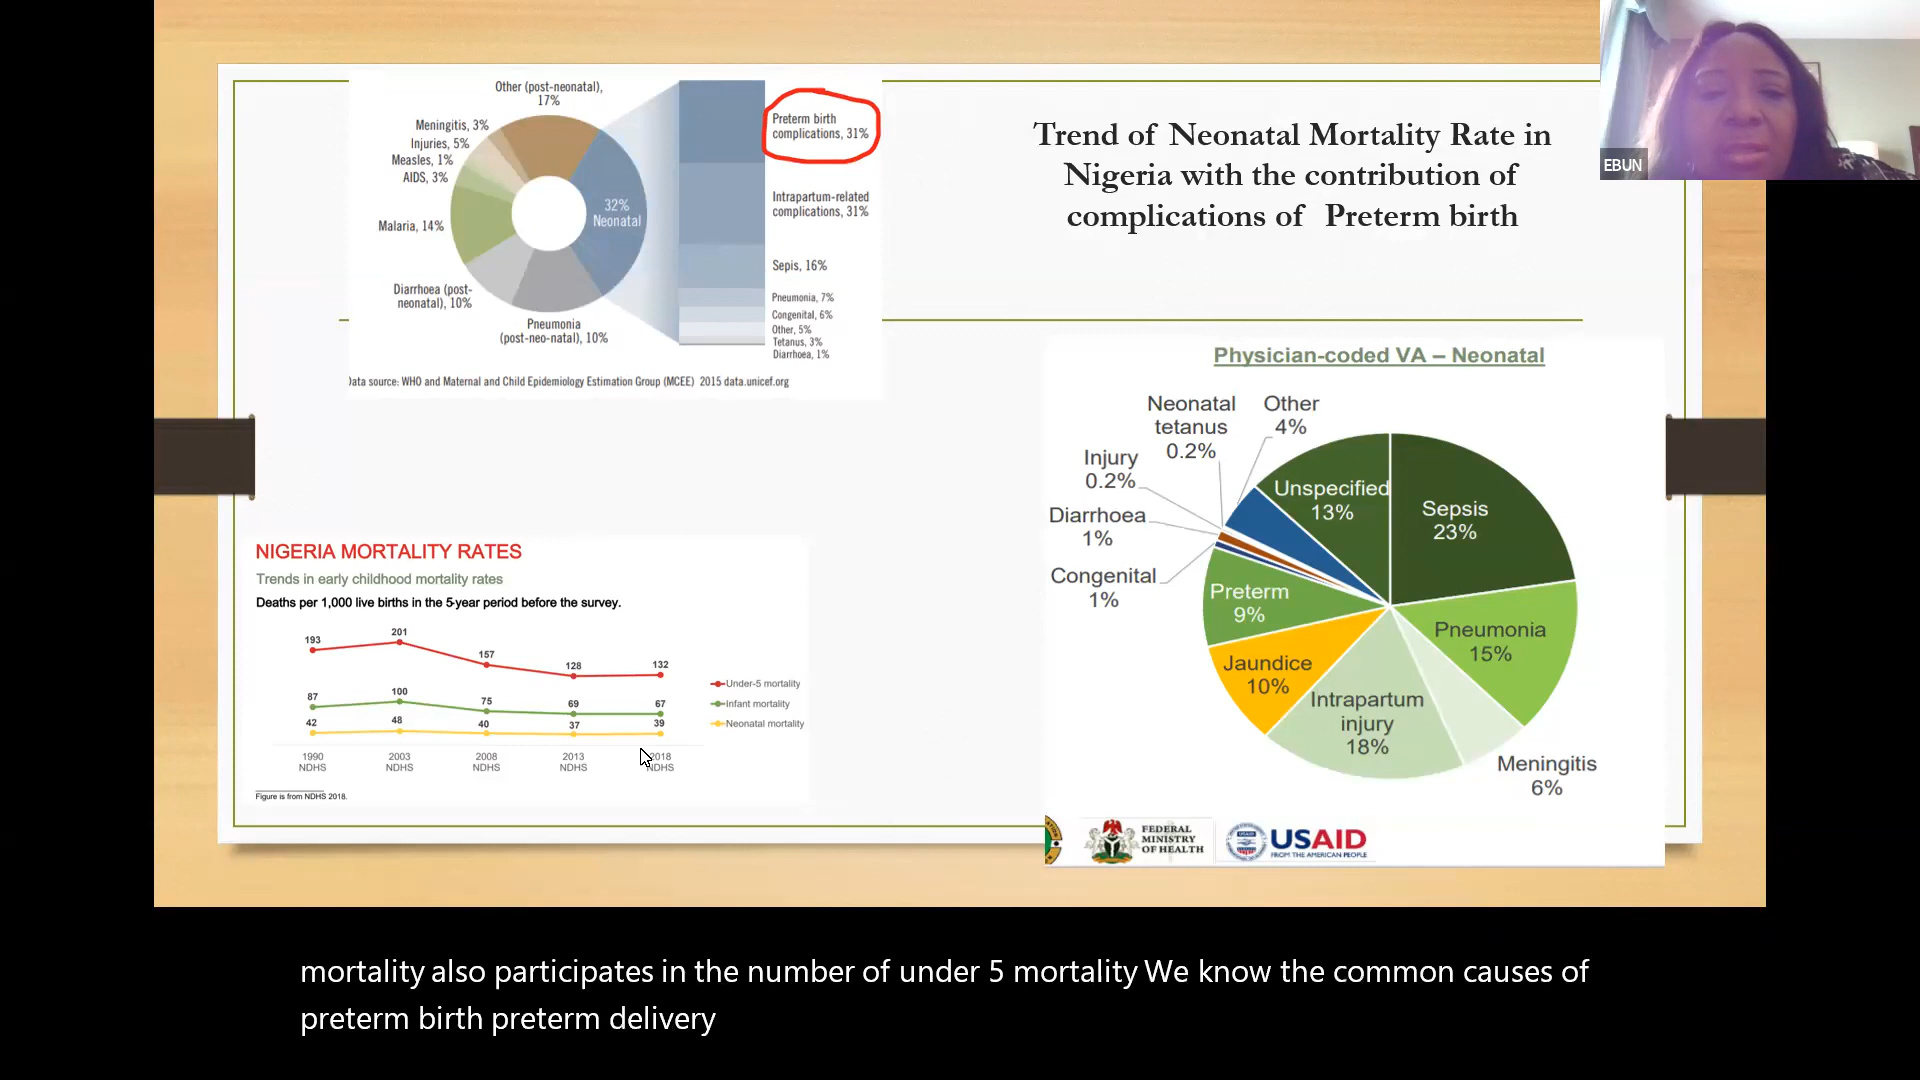 Other (post-neonatal),
17%
Meningitis, 3%
Injuries, 5%
Measles, 1%
AIDS, 3%
Malaria, 14%
Diarrhoea (post-
neonatal), 10%
Pneumonia
(post-neo-natal), 10%
32%
Neonatal
Preterm birth
complications, 31%
Intrapartum-related
complications, 31%
Sepis, 16%
Pneumonia, 7%
Congenital, 6%
Other, 5%
Tetanus, 3%
Diarrhoea, 1%
Data source: WHO and Maternal and Child Epidemiology Estimation Group (MCEE) 2015 data.unicef.org
Trend of Neonatal Mortality Rate in
Nigeria with the contribution of
complications of Preterm birth
EBUN
NIGERIA MORTALITY RATES
Trends in early childhood mortality rates
Deaths per 1,000 live births in the 5-year period before the survey.
193 201 157 128 132
87 100 75 69 67
42 48 40 37 39
1990 2003 2008 2013 2018
NDHS NDHS NDHS NDHS NDHS
Under-5 mortality
Infant mortality
Neonatal mortality
Figure is from NDHS 2018.
Physician-coded VA – Neonatal
Neonatal
tetanus
0.2%
Other
4%
Injury
0.2%
Diarrhoea
1%
Congenital
1%
Unspecified
13%
Sepsis
23%
Preterm
9%
Pneumonia
15%
Jaundice
10%
Intrapartum
injury
18%
Meningitis
6%
FEDERAL
MINISTRY
OF HEALTH
USAID
FROM THE AMERICAN PEOPLE
mortality also participates in the number of under 5 mortality We know the common causes of
preterm birth preterm delivery